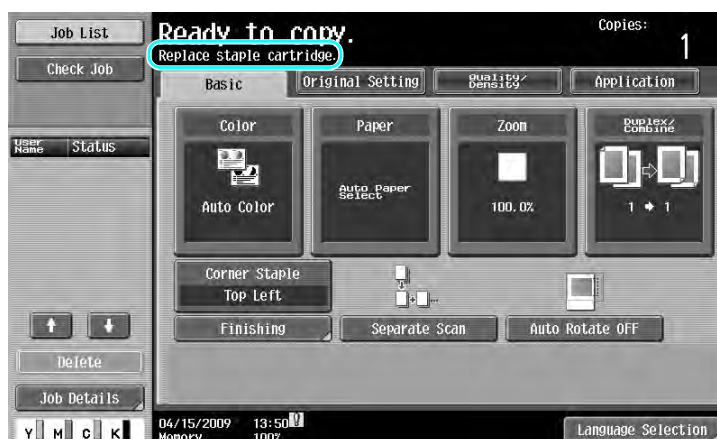 Job List
Ready to copy.
Copies:
1
Replace staple cartridge.
Check Job
Basic
Original Setting
Quality/
Density
Application
Color
Paper
Zoom
Duplex/
Combine
User
Name
Status
Auto Color
Auto Paper
Select
100.0%
1 → 1
Corner Staple
Top Left
Finishing
Separate Scan
Auto Rotate OFF
Delete
Job Details
Y M C K
04/15/2009 13:50
Memory 100%
Language Selection